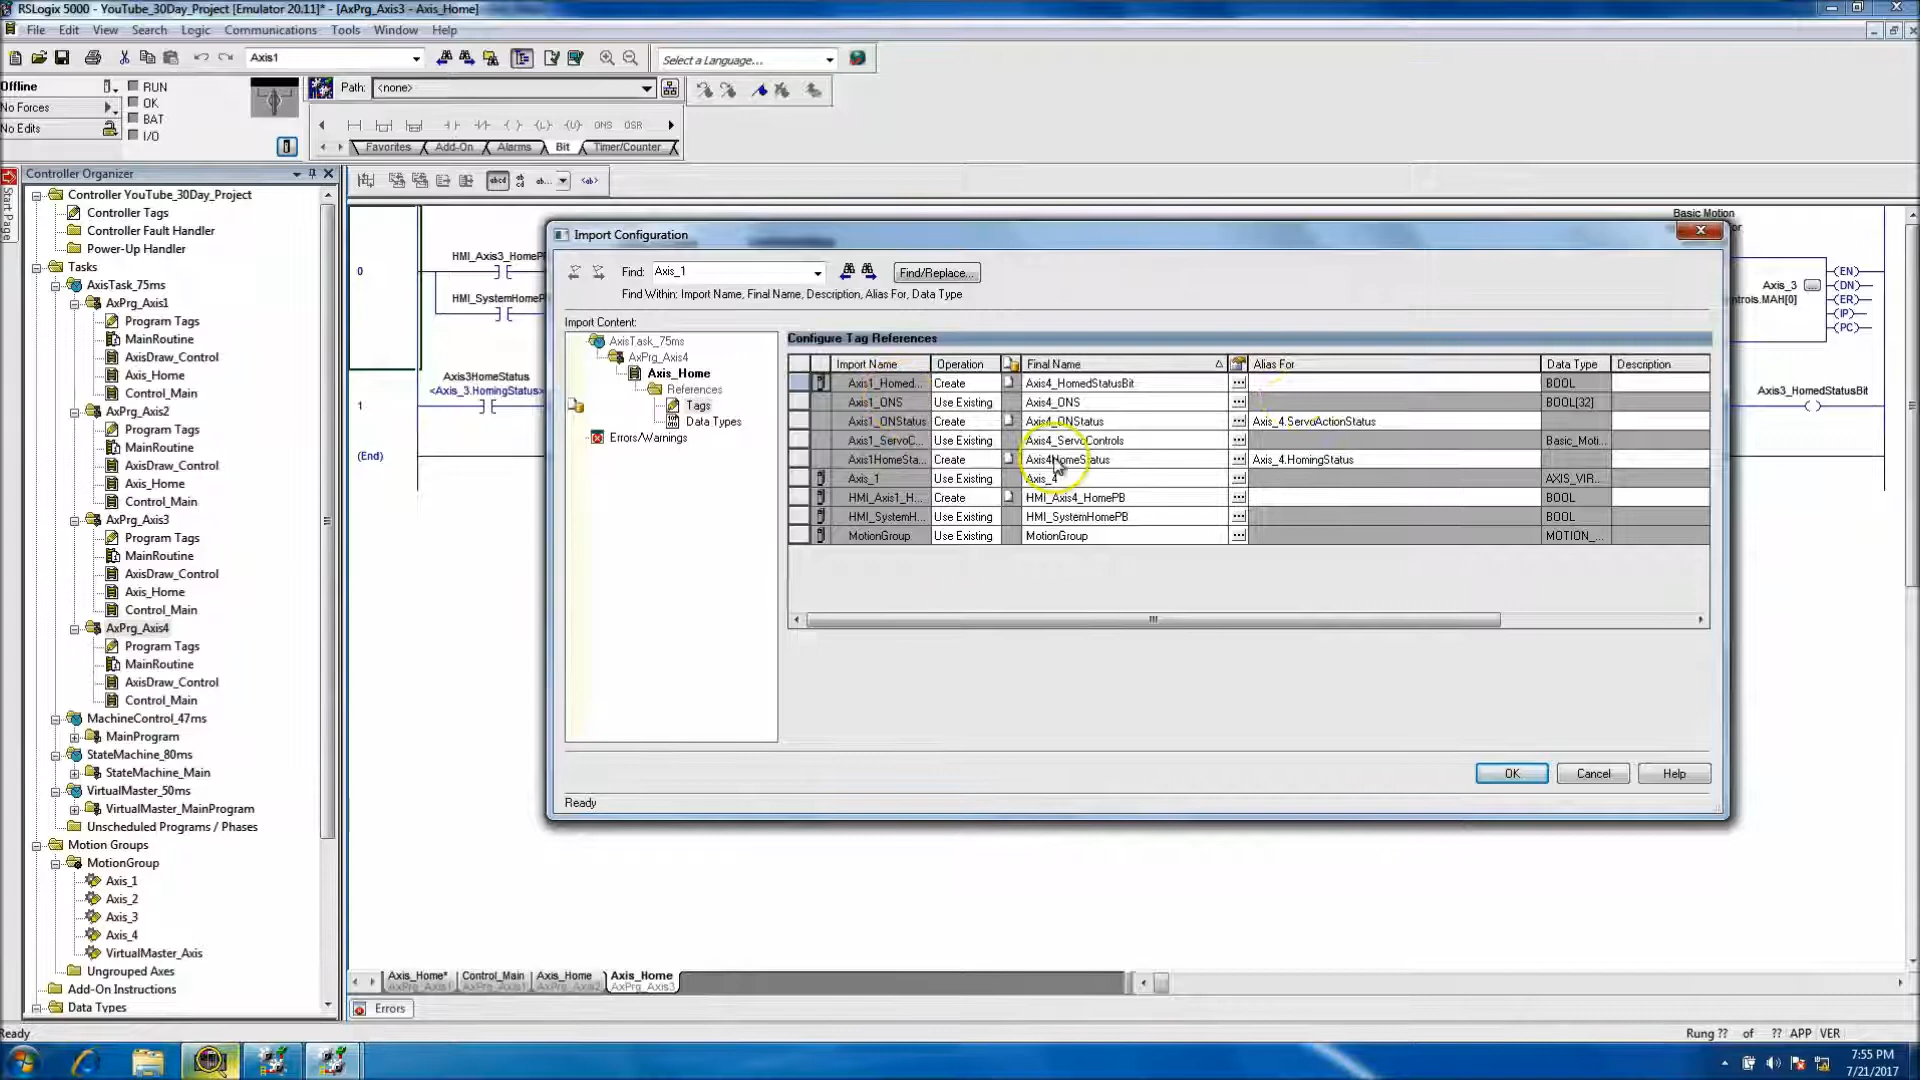 RSLogix 5000 - YouTube_30Day_Project [Emulator 20.11]* - [AxPrg_Axis3 - Axis_Home]
File Edit View Search Logic Communications Tools Window Help
Axis1
Select a Language...
Offline
No Forces
No Edits
RUN
OK
BAT
I/O
Path: <none>
ONS OSR
Favorites Add-On Alarms Bit Timer/Counter
Start Page
Controller Organizer
Controller YouTube_30Day_Project
Controller Tags
Controller Fault Handler
Power-Up Handler
Tasks
AxisTask_75ms
AxPrg_Axis1
Program Tags
MainRoutine
AxisDraw_Control
Axis_Home
Control_Main
AxPrg_Axis2
Program Tags
MainRoutine
AxisDraw_Control
Axis_Home
Control_Main
AxPrg_Axis3
Program Tags
MainRoutine
AxisDraw_Control
Axis_Home
Control_Main
AxPrg_Axis4
Program Tags
MainRoutine
AxisDraw_Control
Control_Main
MachineControl_47ms
MainProgram
StateMachine_80ms
StateMachine_Main
VirtualMaster_50ms
VirtualMaster_MainProgram
Unscheduled Programs / Phases
Motion Groups
MotionGroup
Axis_1
Axis_2
Axis_3
Axis_4
VirtualMaster_Axis
Ungrouped Axes
Add-On Instructions
Data Types
0
HMI_Axis3_HomeP
HMI_SystemHomeP
1
Axis3HomeStatus
<Axis_3.HomingStatus>
(End)
Basic Motion
Axis_3 ...
ntrols.MAH[0]
(EN)
(DN)
(ER)
(IP)
(PC)
Axis3_HomedStatusBit
Import Configuration
Find: Axis_1
Find/Replace...
Find Within: Import Name, Final Name, Description, Alias For, Data Type
Import Content:
AxisTask_75ms
AxPrg_Axis4
Axis_Home
References
Tags
Data Types
Errors/Warnings
Configure Tag References
Import Name Operation Final Name Alias For Data Type Description
Axis1_Homed... Create Axis4_HomedStatusBit ... BOOL
Axis1_ONS Use Existing Axis4_ONS ... BOOL[32]
Axis1_ONStatus Create Axis4_ONStatus ... Axis_4.ServoActionStatus
Axis1_ServoC... Use Existing Axis4_ServoControls ... Basic_Moti...
Axis1HomeSta... Create Axis4HomeStatus ... Axis_4.HomingStatus
Axis_1 Use Existing Axis_4 ... AXIS_VIR...
HMI_Axis1_H... Create HMI_Axis4_HomePB ... BOOL
HMI_SystemH... Use Existing HMI_SystemHomePB ... BOOL
MotionGroup Use Existing MotionGroup ... MOTION_...
OK Cancel Help
Ready
Axis_Home* Control_Main Axis_Home Axis_Home
AxPrg_Axis1 AxPrg_Axis1 AxPrg_Axis2 AxPrg_Axis3
Errors
Ready
Rung ?? of ?? APP VER
7:55 PM
7/21/2017